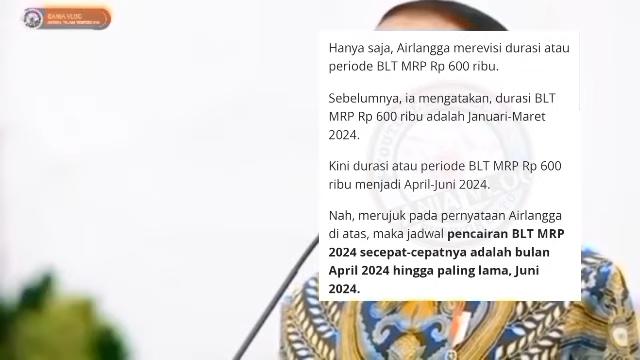 DANIA VLOG
Hanya saja, Airlangga merevisi durasi atau
periode BLT MRP Rp 600 ribu.
Sebelumnya, ia mengatakan, durasi BLT
MRP Rp 600 ribu adalah Januari-Maret
2024.
Kini durasi atau periode BLT MRP Rp 600
ribu menjadi April-Juni 2024.
Nah, merujuk pada pernyataan Airlangga
di atas, maka jadwal pencairan BLT MRP
2024 secepat-cepatnya adalah bulan
April 2024 hingga paling lama, Juni
2024.